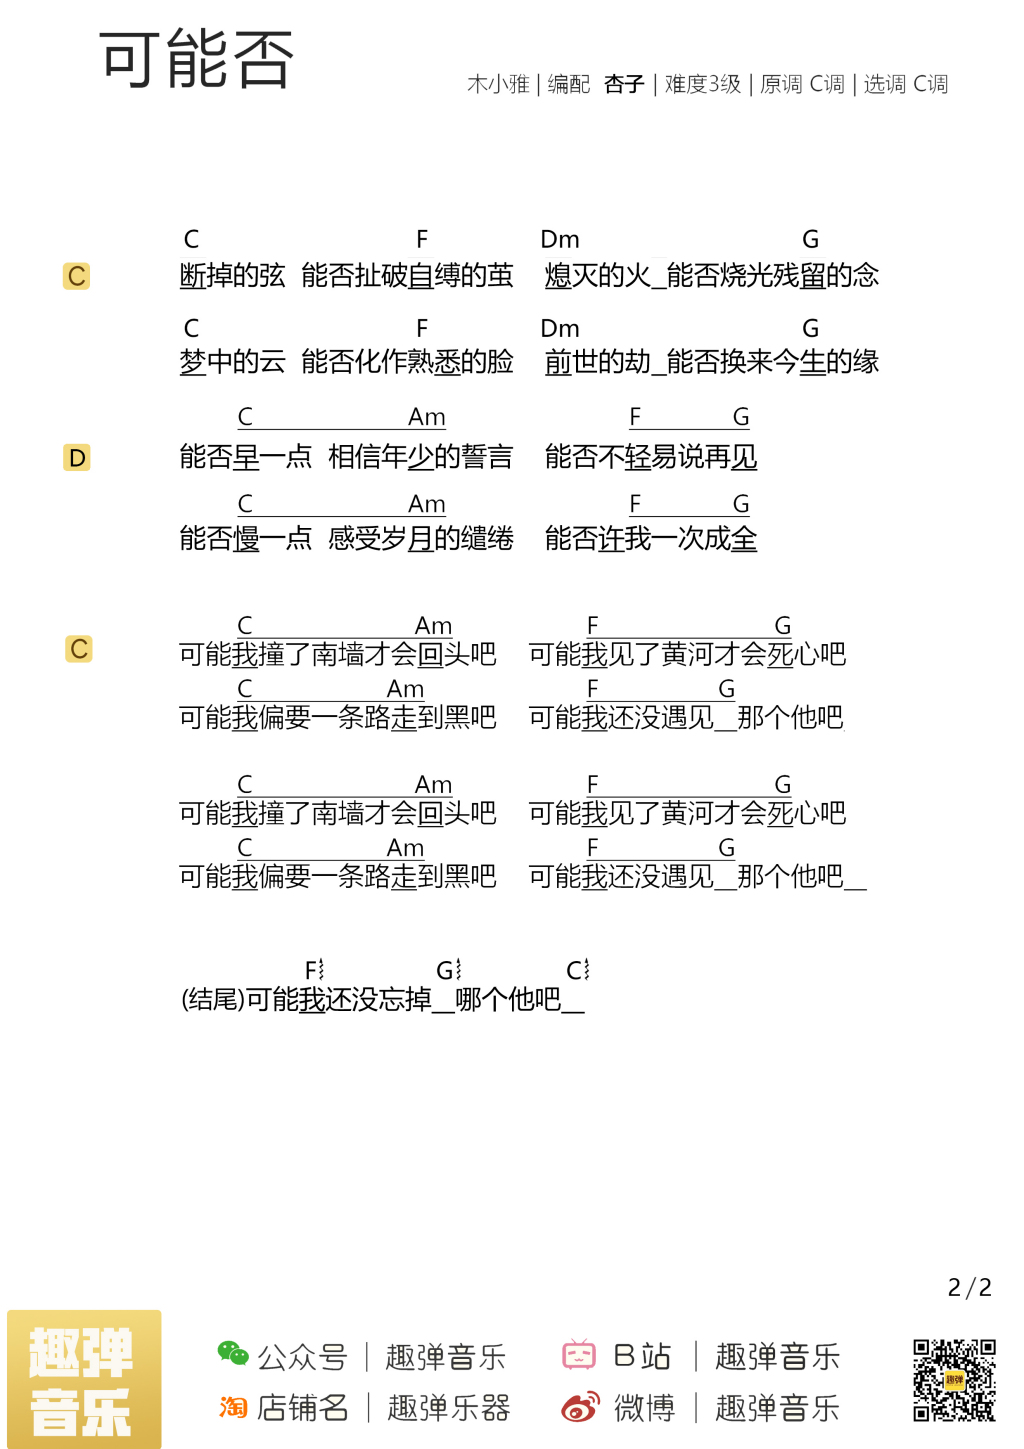 可能否
木小雅 | 编配 杏子 | 难度3级 | 原调 C调 | 选调 C调
C F Dm G
C 断掉的弦 能否扯破自缚的茧 熄灭的火_能否烧光残留的念
C F Dm G
梦中的云 能否化作熟悉的脸 前世的劫_能否换来今生的缘
C Am F G
D 能否早一点 相信年少的誓言 能否不轻易说再见
C Am F G
能否慢一点 感受岁月的缱绻 能否许我一次成全
C Am F G
C 可能我撞了南墙才会回头吧 可能我见了黄河才会死心吧
C Am F G
可能我偏要一条路走到黑吧 可能我还没遇见_那个他吧
C Am F G
可能我撞了南墙才会回头吧 可能我见了黄河才会死心吧
C Am F G
可能我偏要一条路走到黑吧 可能我还没遇见_那个他吧_
F G C
(结尾)可能我还没忘掉_哪个他吧_
2/2
趣弹音乐
公众号 | 趣弹音乐 B站 | 趣弹音乐
淘 店铺名 | 趣弹乐器 微博 | 趣弹音乐
趣弹